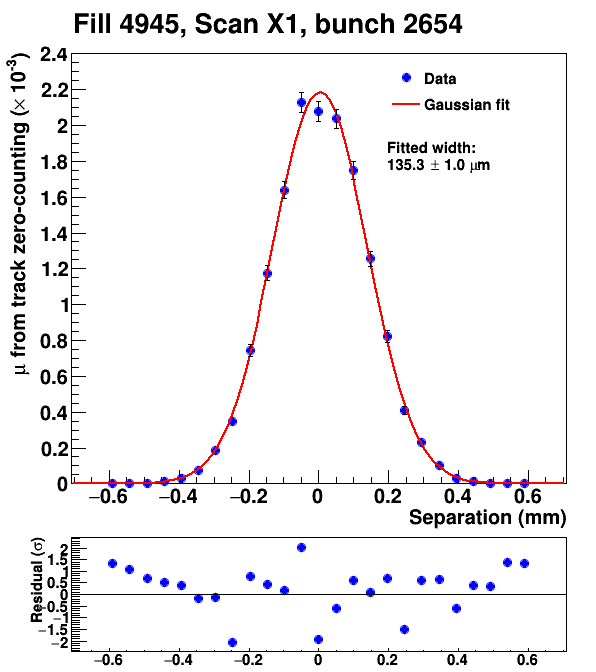 Fill 4945, Scan X1, bunch 2654
μ from track zero-counting (× 10⁻³)
2.4
2.2
2
1.8
1.6
1.4
1.2
1
0.8
0.6
0.4
0.2
0
Data
Gaussian fit
Fitted width:
135.3 ± 1.0 μm
−0.6 −0.4 −0.2 0 0.2 0.4 0.6
Separation (mm)
Residual (σ)
2
1.5
1
0.5
0
−0.5
−1
−1.5
−2
−0.6 −0.4 −0.2 0 0.2 0.4 0.6